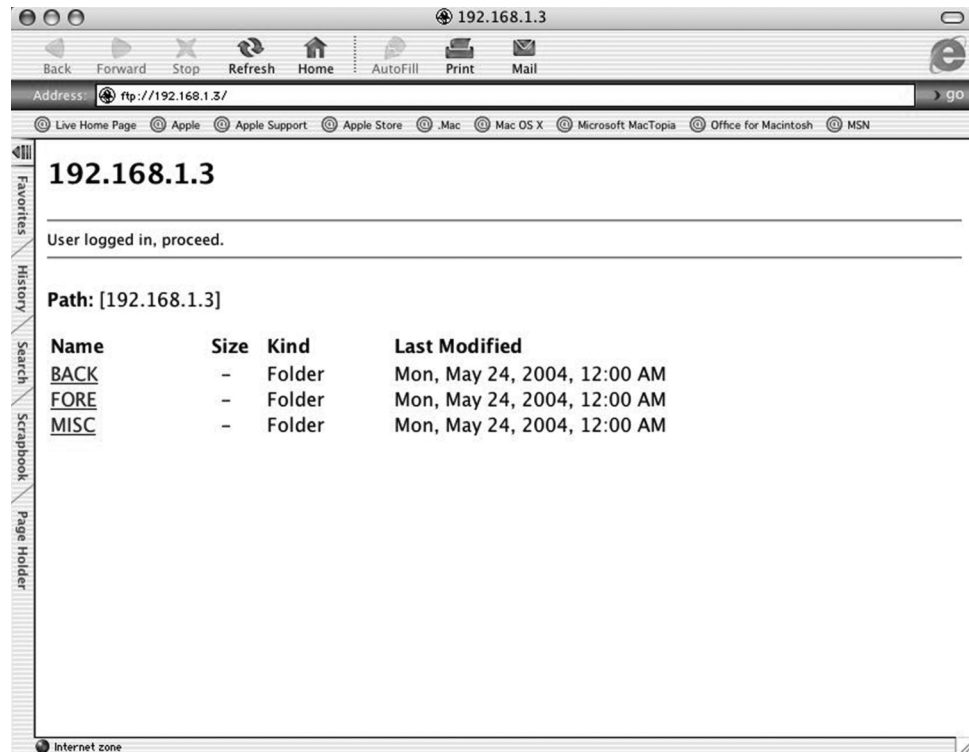 192.168.1.3
Back Forward Stop Refresh Home AutoFill Print Mail
Address: ftp://192.168.1.3/ go
Live Home Page Apple Apple Support Apple Store .Mac Mac OS X Microsoft MacTopia Office for Macintosh MSN
Favorites
History
Search
Scrapbook
Page Holder
192.168.1.3
User logged in, proceed.
Path: [192.168.1.3]
Name Size Kind Last Modified
BACK – Folder Mon, May 24, 2004, 12:00 AM
FORE – Folder Mon, May 24, 2004, 12:00 AM
MISC – Folder Mon, May 24, 2004, 12:00 AM
Internet zone